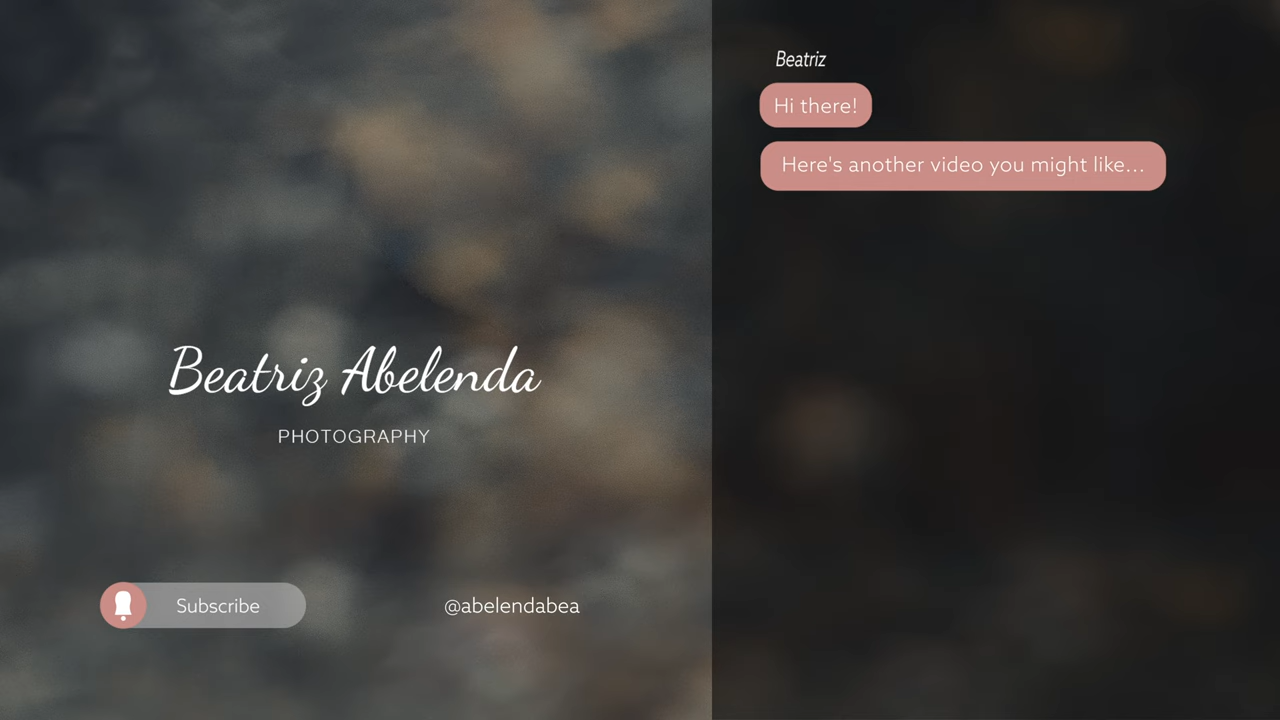 Beatriz Abelenda
PHOTOGRAPHY
Subscribe
@abelendabea
Beatriz
Hi there!
Here's another video you might like...